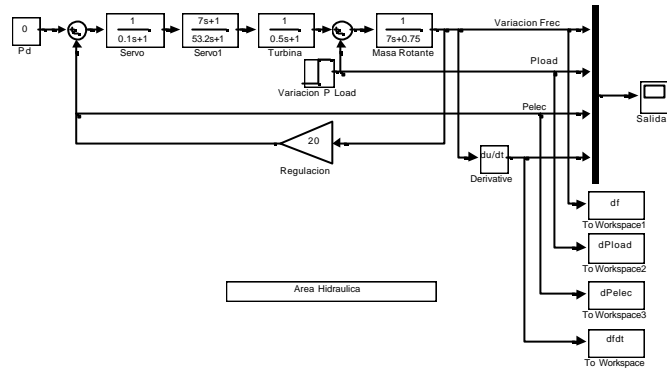 0
Pd
1
0.1s+1
Servo
7s+1
53.2s+1
Servo1
1
0.5s+1
Turbina
1
7s+0.75
Masa Rotante
Variacion Frec
Pload
Variacion P Load
Pelec
Salida
20
Regulacion
du/dt
Derivative
df
To Workspace1
dPload
To Workspace2
Area Hidraulica
dPelec
To Workspace3
dfdt
To Workspace